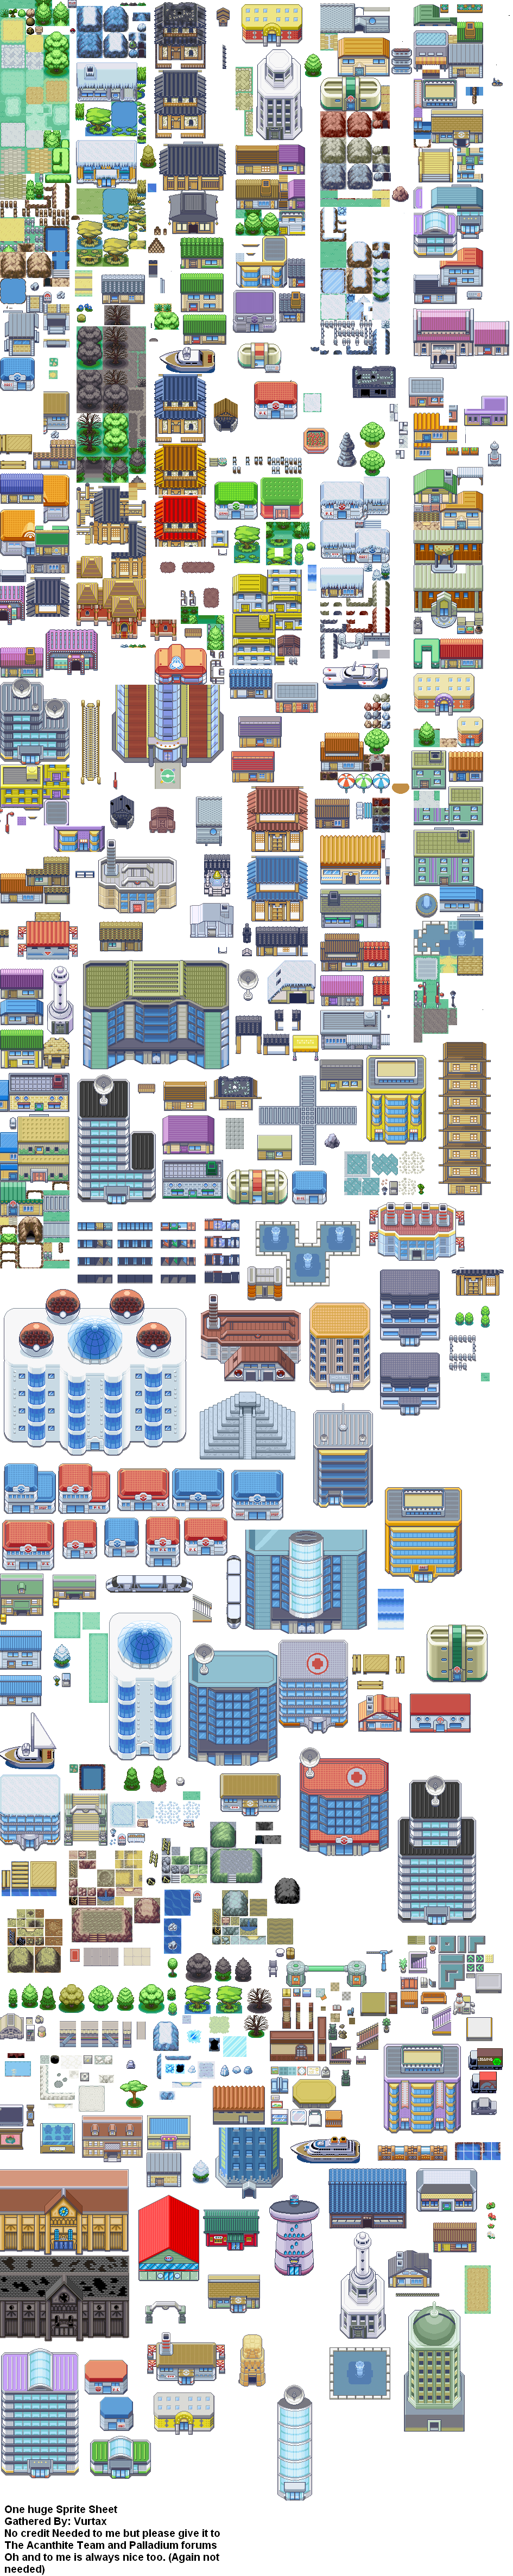 HOTEL
One huge Sprite Sheet
Gathered By: Vurtax
No credit Needed to me but please give it to
The Acanthite Team and Palladium forums
Oh and to me is always nice too. (Again not
needed)